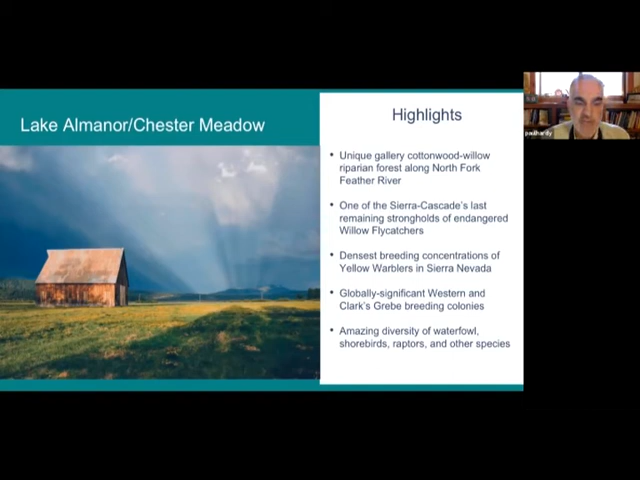 Lake Almanor/Chester Meadow
Highlights
• Unique gallery cottonwood-willow
riparian forest along North Fork
Feather River
• One of the Sierra-Cascade's last
remaining strongholds of endangered
Willow Flycatchers
• Densest breeding concentrations of
Yellow Warblers in Sierra Nevada
• Globally-significant Western and
Clark's Grebe breeding colonies
• Amazing diversity of waterfowl,
shorebirds, raptors, and other species
paulhardy